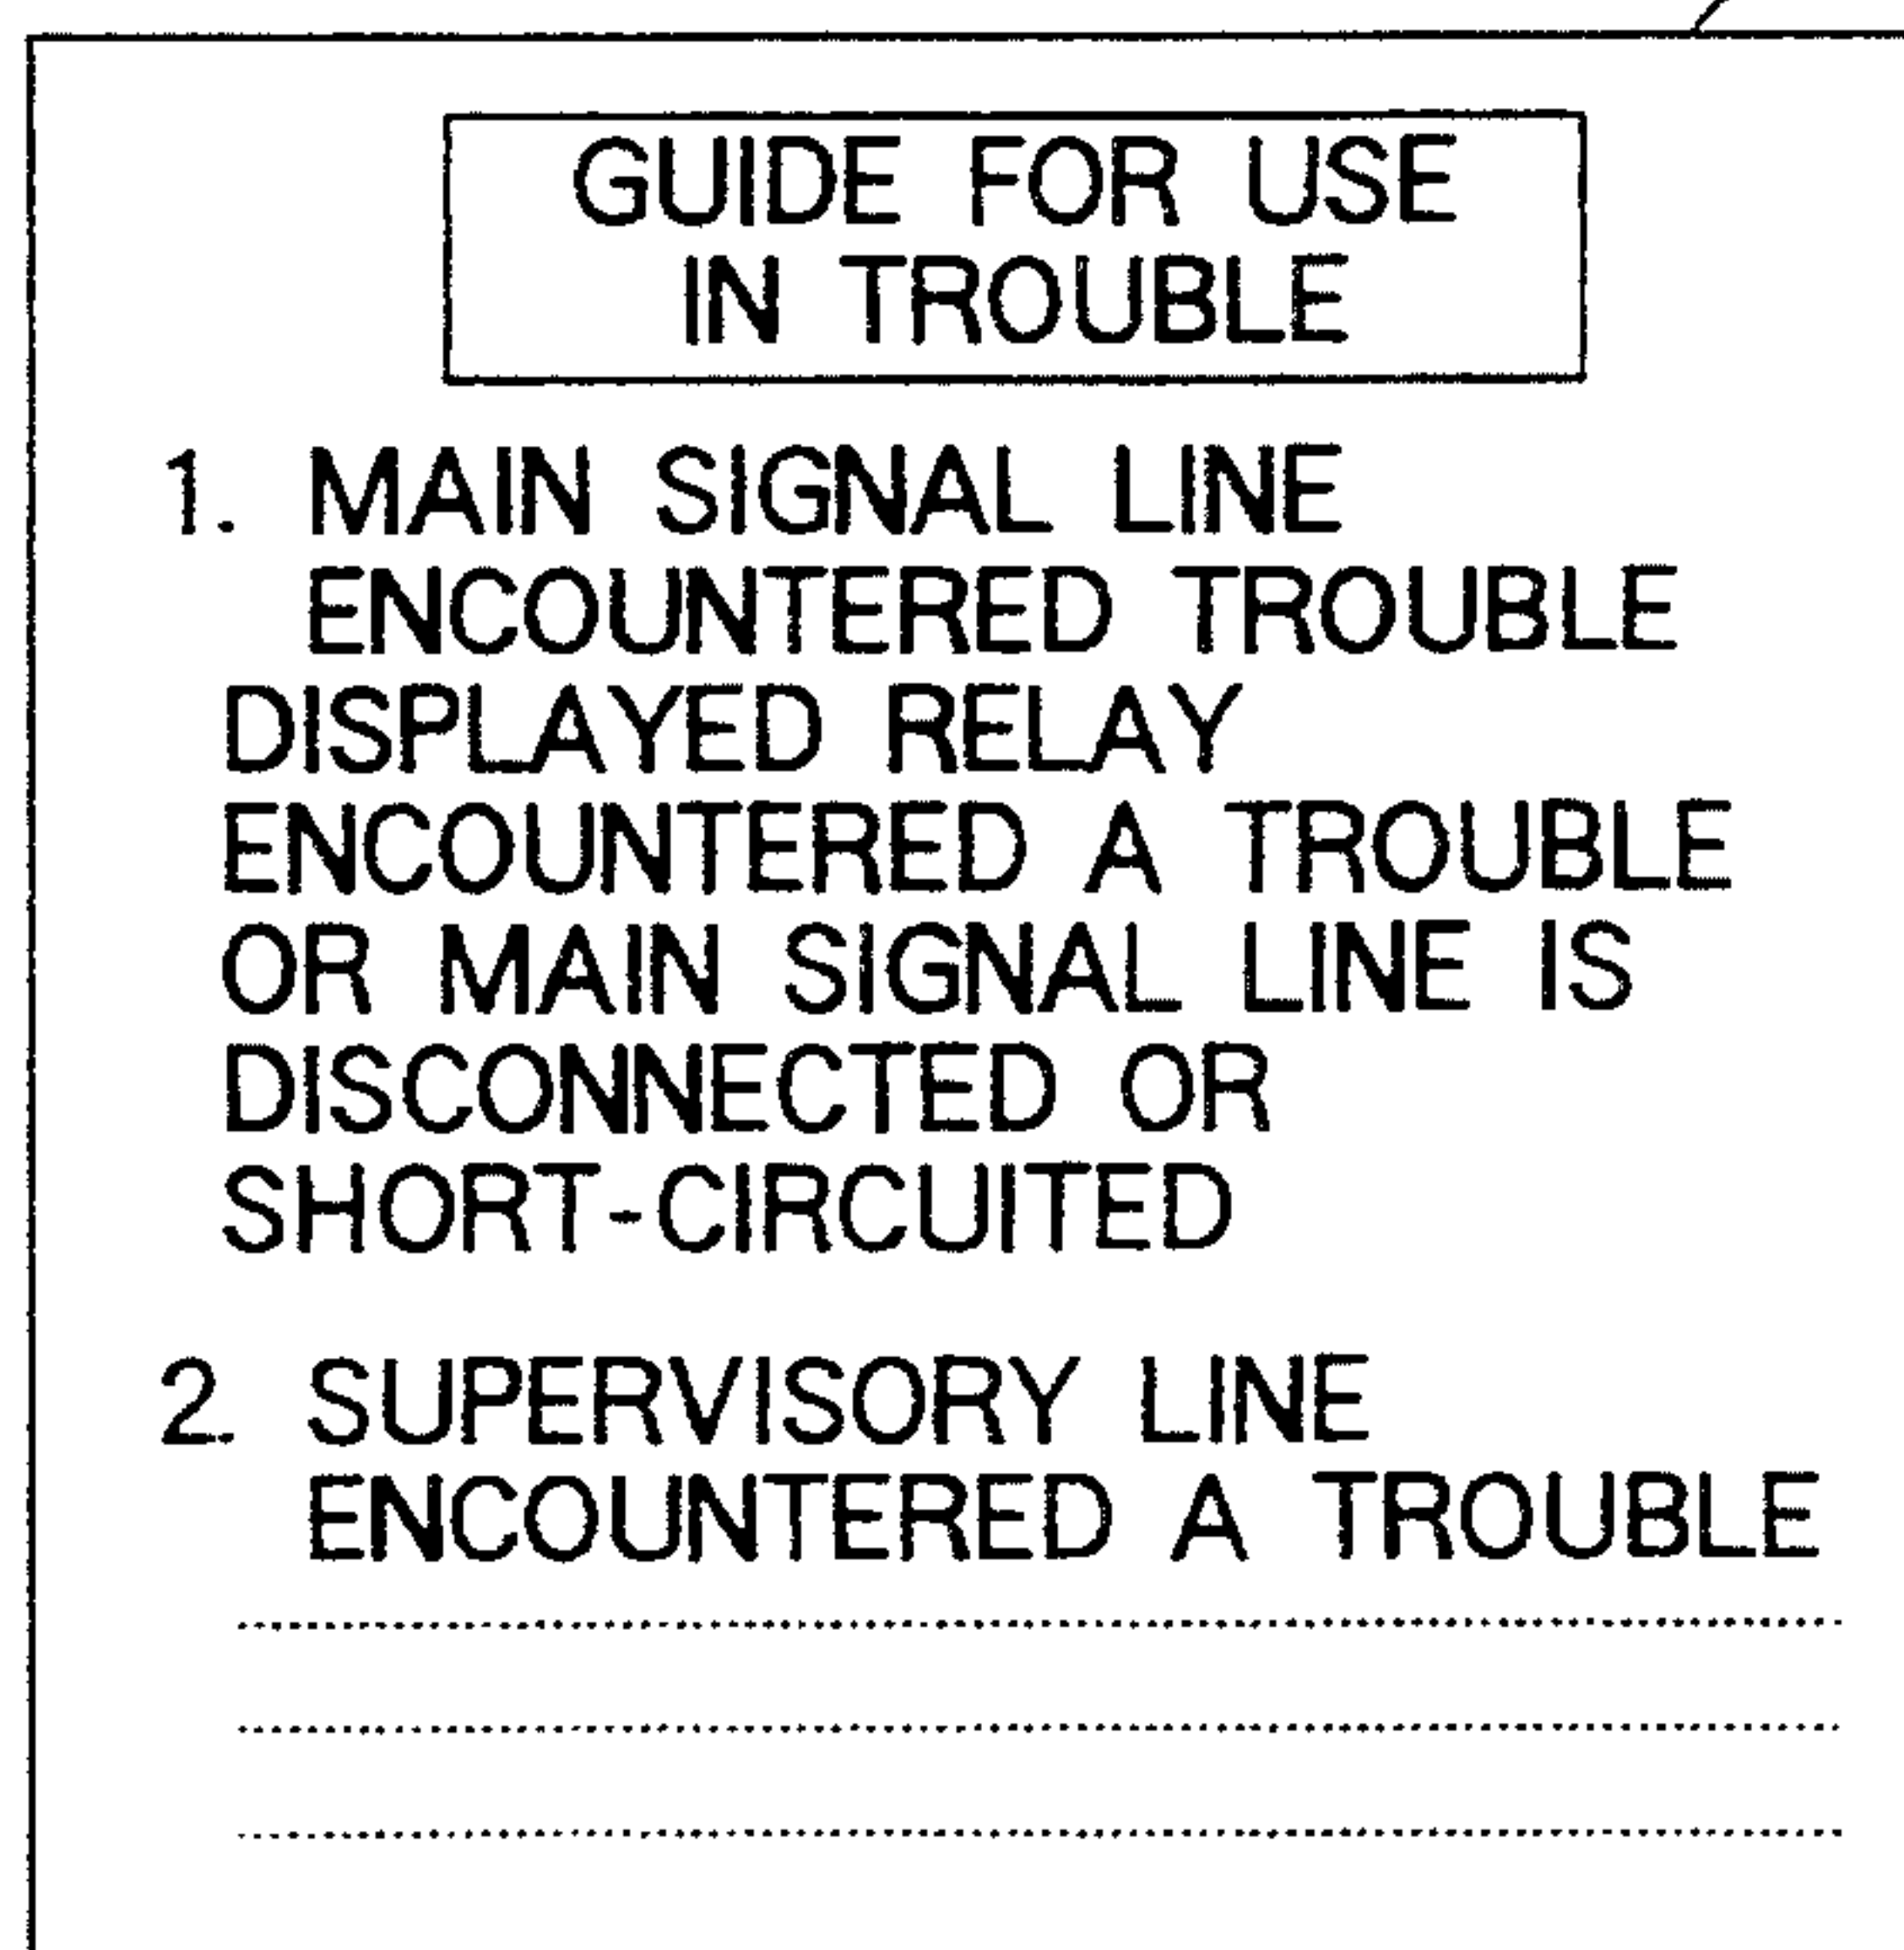 GUIDE FOR USE
IN TROUBLE
1. MAIN SIGNAL LINE
ENCOUNTERED TROUBLE
DISPLAYED RELAY
ENCOUNTERED A TROUBLE
OR MAIN SIGNAL LINE IS
DISCONNECTED OR
SHORT-CIRCUITED
2. SUPERVISORY LINE
ENCOUNTERED A TROUBLE